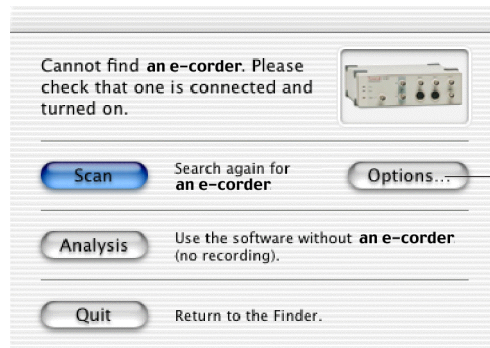 Cannot find an e-corder. Please
check that one is connected and
turned on.
Scan
Search again for
an e-corder
Options...
Analysis
Use the software without an e-corder
(no recording).
Quit
Return to the Finder.